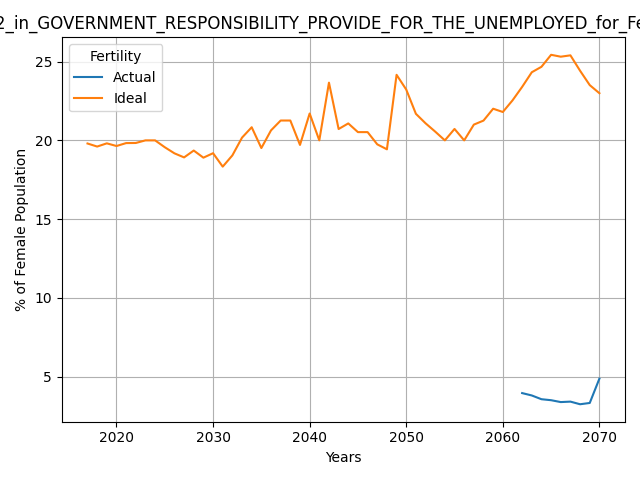 2_in_GOVERNMENT_RESPONSIBILITY_PROVIDE_FOR_THE_UNEMPLOYED_for_Fe
Fertility
Actual
Ideal
% of Female Population
25
20
15
10
5
2020 2030 2040 2050 2060 2070
Years